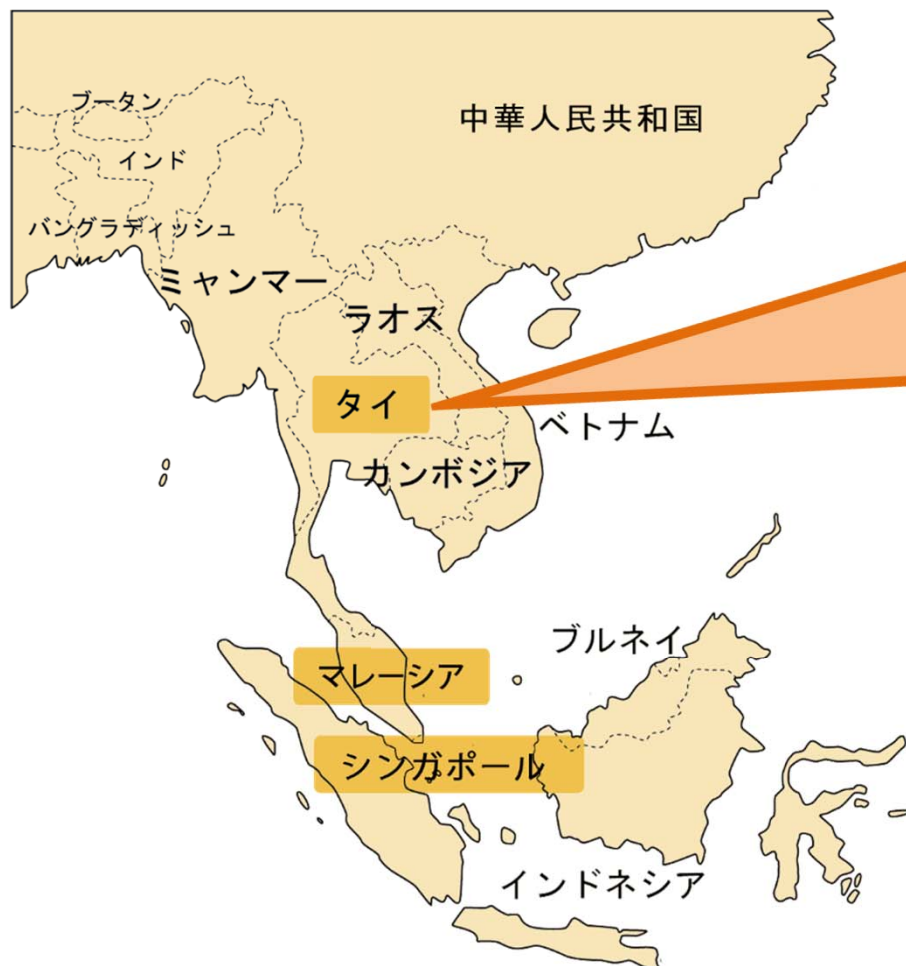 ブータン
中華人民共和国
インド
バングラディッシュ
ミャンマー
ラオス
タイ
ベトナム
カンボジア
ブルネイ
マレーシア
シンガポール
インドネシア